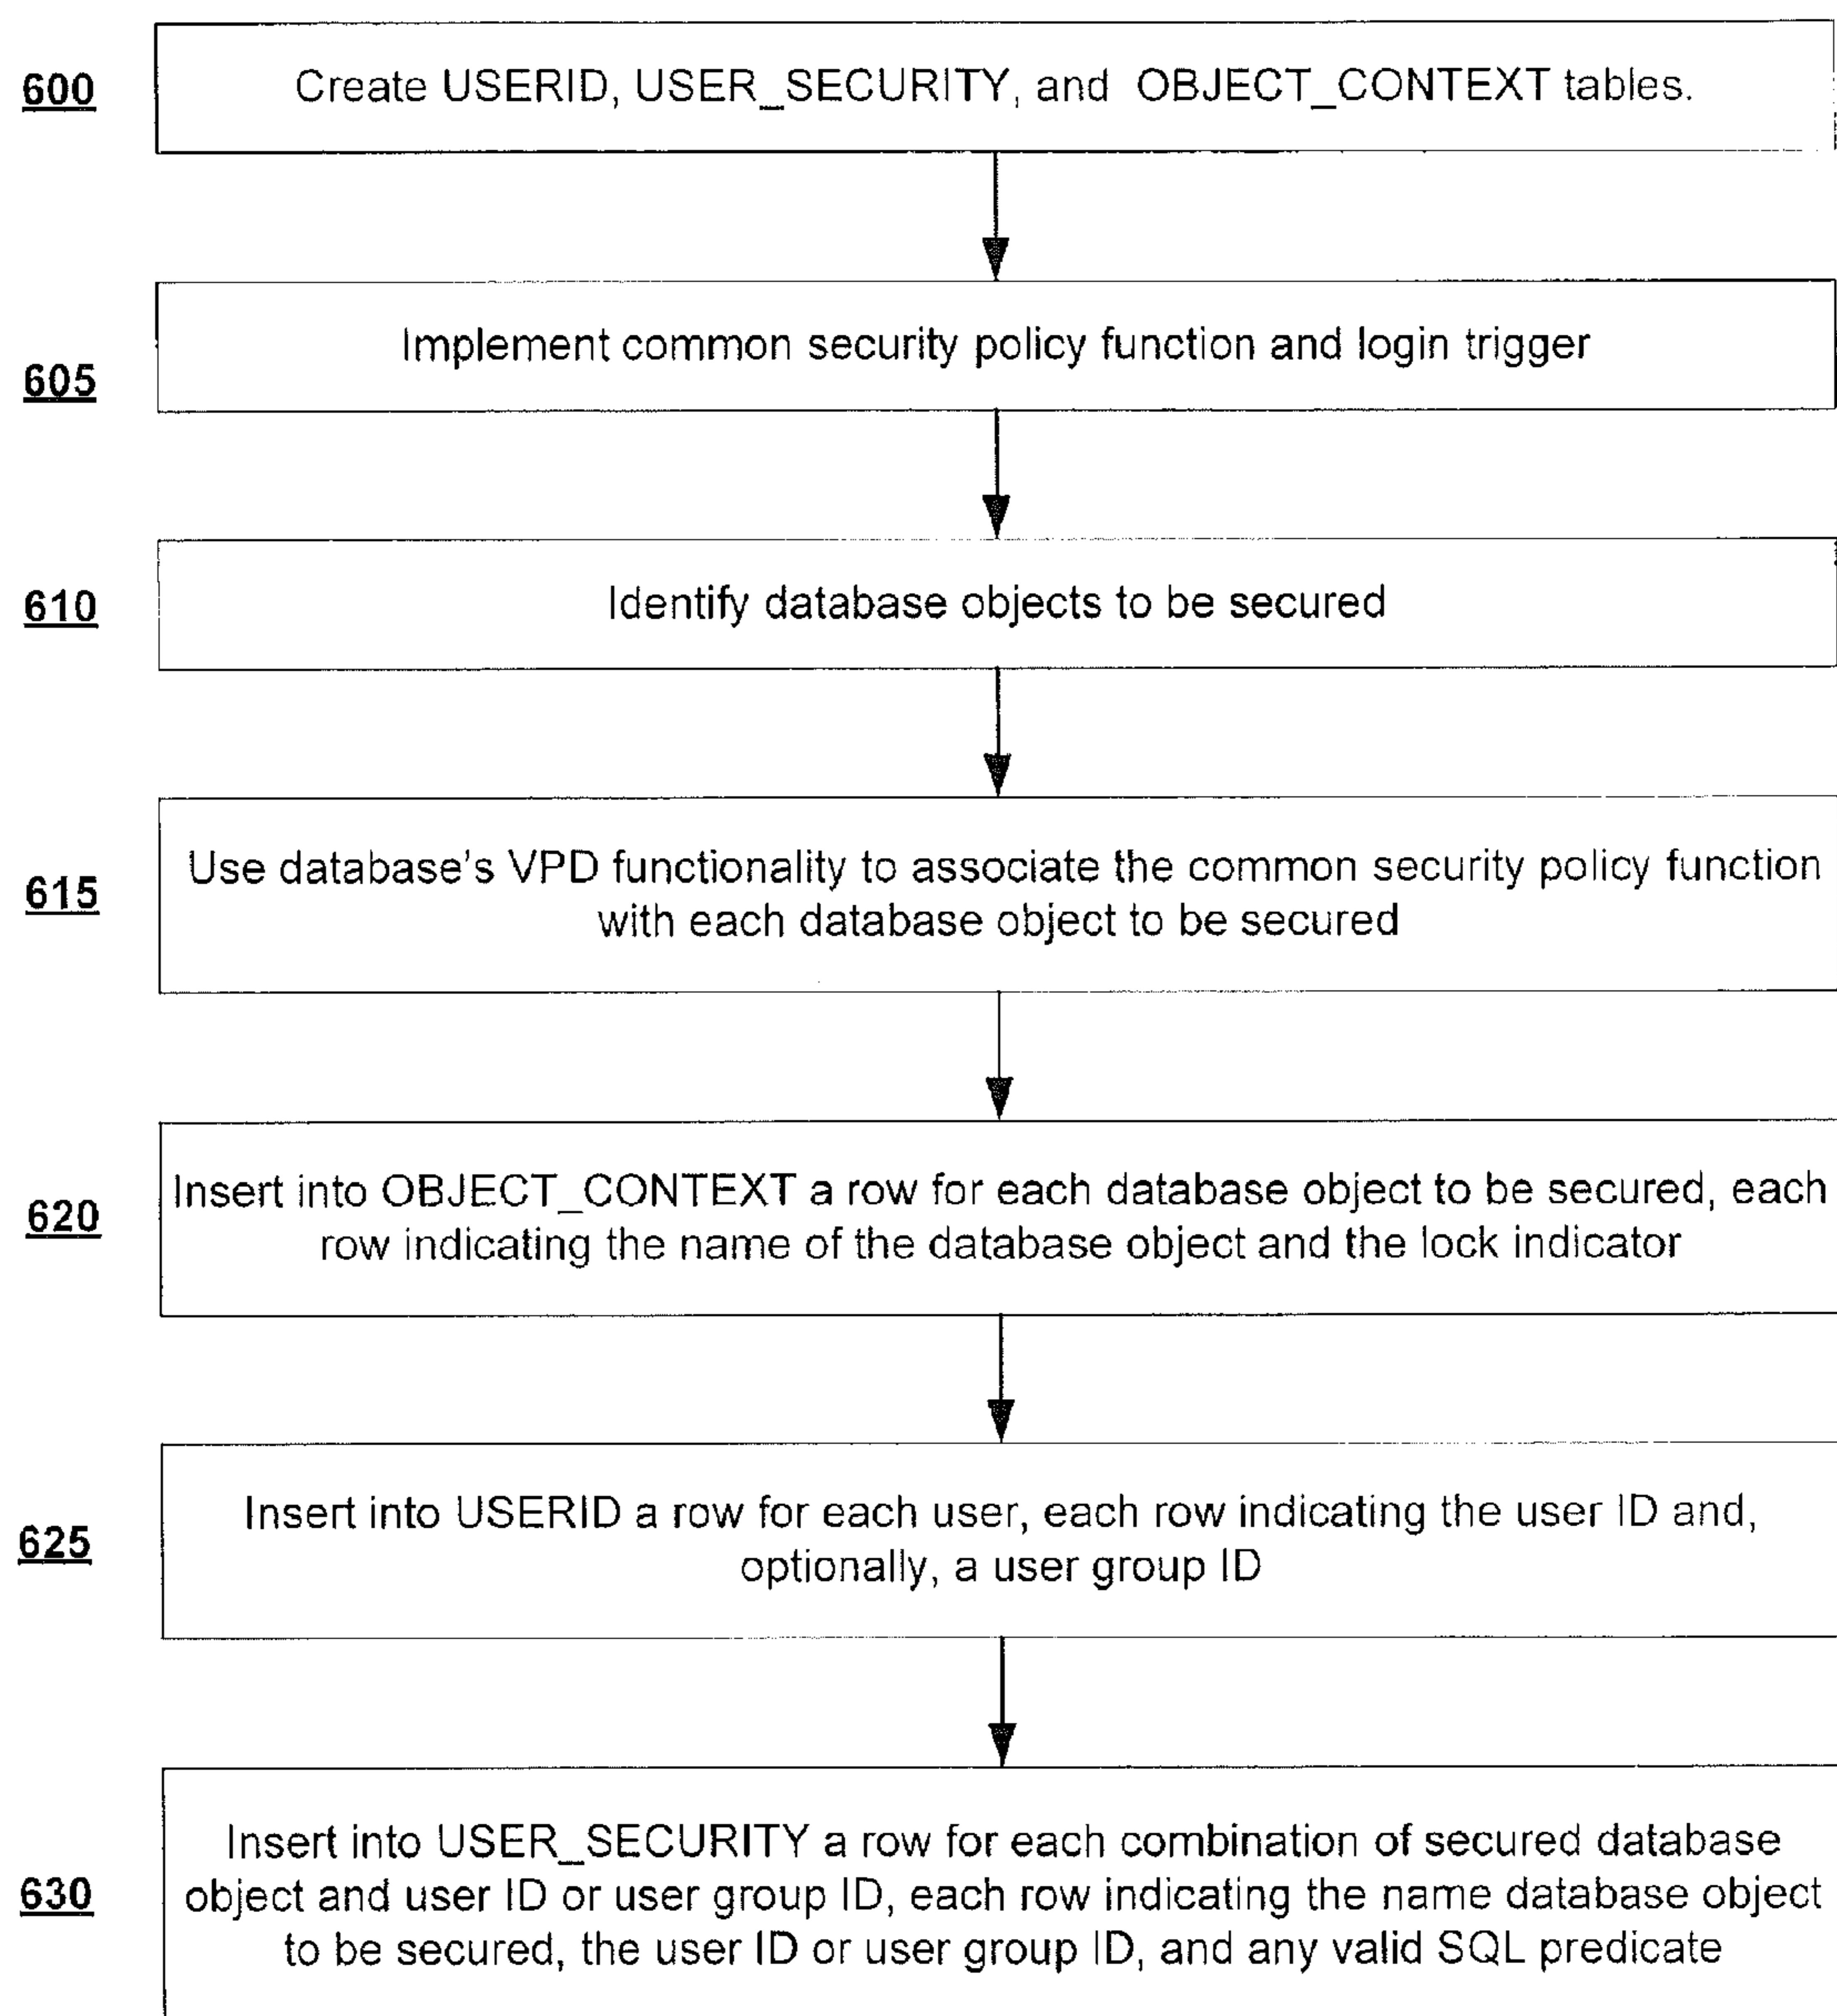 600
Create USERID, USER_SECURITY, and OBJECT_CONTEXT tables.
605
Implement common security policy function and login trigger
610
Identify database objects to be secured
615
Use database's VPD functionality to associate the common security policy function
with each database object to be secured
620
Insert into OBJECT_CONTEXT a row for each database object to be secured, each
row indicating the name of the database object and the lock indicator
625
Insert into USERID a row for each user, each row indicating the user ID and,
optionally, a user group ID
630
Insert into USER_SECURITY a row for each combination of secured database
object and user ID or user group ID, each row indicating the name database object
to be secured, the user ID or user group ID, and any valid SQL predicate